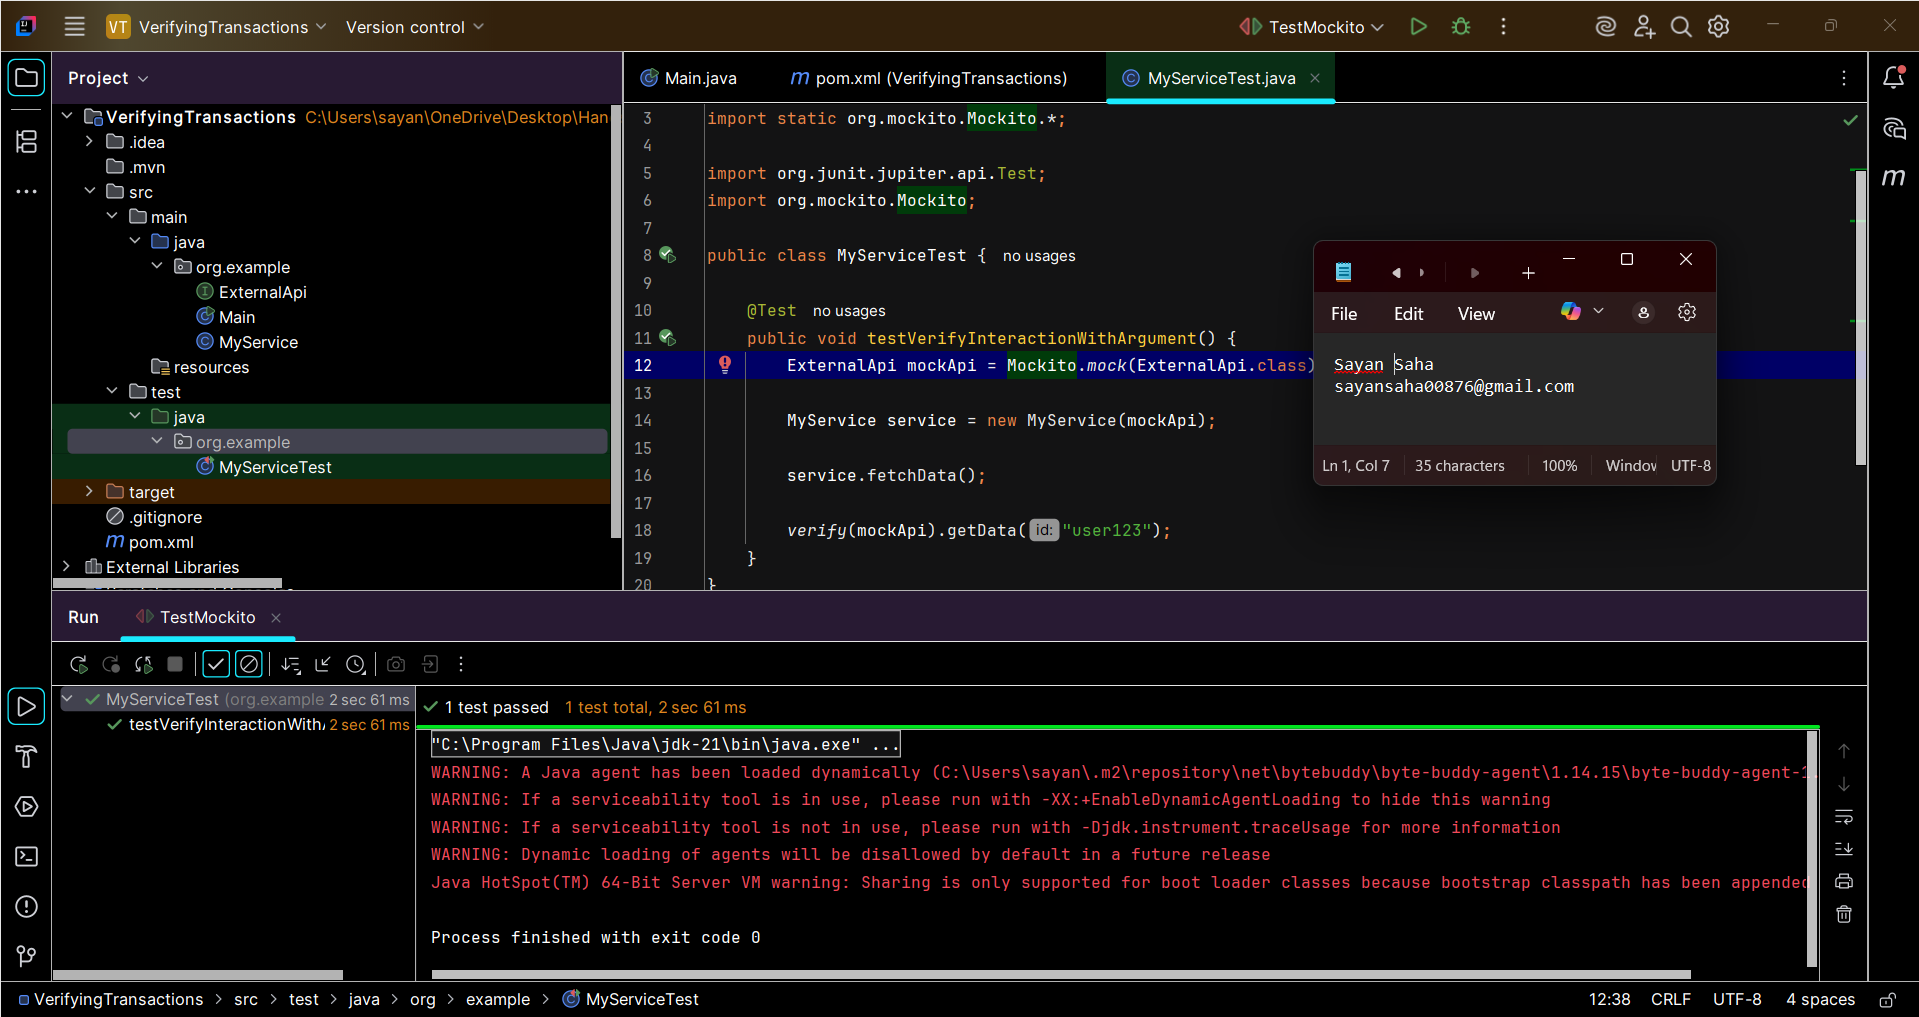 VT VerifyingTransactions Version control TestMockito
Project
Main.java pom.xml (VerifyingTransactions) MyServiceTest.java
VerifyingTransactions C:\Users\sayan\OneDrive\Desktop\Han
.idea
.mvn
src
main
java
org.example
ExternalApi
Main
MyService
resources
test
java
org.example
MyServiceTest
target
.gitignore
pom.xml
External Libraries
3 import static org.mockito.Mockito.*;
4
5 import org.junit.jupiter.api.Test;
6 import org.mockito.Mockito;
7
8 public class MyServiceTest { no usages
9
10 @Test no usages
11 public void testVerifyInteractionWithArgument() {
12 ExternalApi mockApi = Mockito.mock(ExternalApi.class)
13
14 MyService service = new MyService(mockApi);
15
16 service.fetchData();
17
18 verify(mockApi).getData( id: "user123");
19 }
20 }
File Edit View
Sayan Saha
sayansaha00876@gmail.com
Ln 1, Col 7 35 characters 100% Window UTF-8
Run TestMockito
MyServiceTest (org.example 2 sec 61 ms
testVerifyInteractionWith 2 sec 61 ms
1 test passed 1 test total, 2 sec 61 ms
"C:\Program Files\Java\jdk-21\bin\java.exe" ...
WARNING: A Java agent has been loaded dynamically (C:\Users\sayan\.m2\repository\net\bytebuddy\byte-buddy-agent\1.14.15\byte-buddy-agent-1.
WARNING: If a serviceability tool is in use, please run with -XX:+EnableDynamicAgentLoading to hide this warning
WARNING: If a serviceability tool is not in use, please run with -Djdk.instrument.traceUsage for more information
WARNING: Dynamic loading of agents will be disallowed by default in a future release
Java HotSpot(TM) 64-Bit Server VM warning: Sharing is only supported for boot loader classes because bootstrap classpath has been appended
Process finished with exit code 0
VerifyingTransactions > src > test > java > org > example > MyServiceTest
12:38 CRLF UTF-8 4 spaces